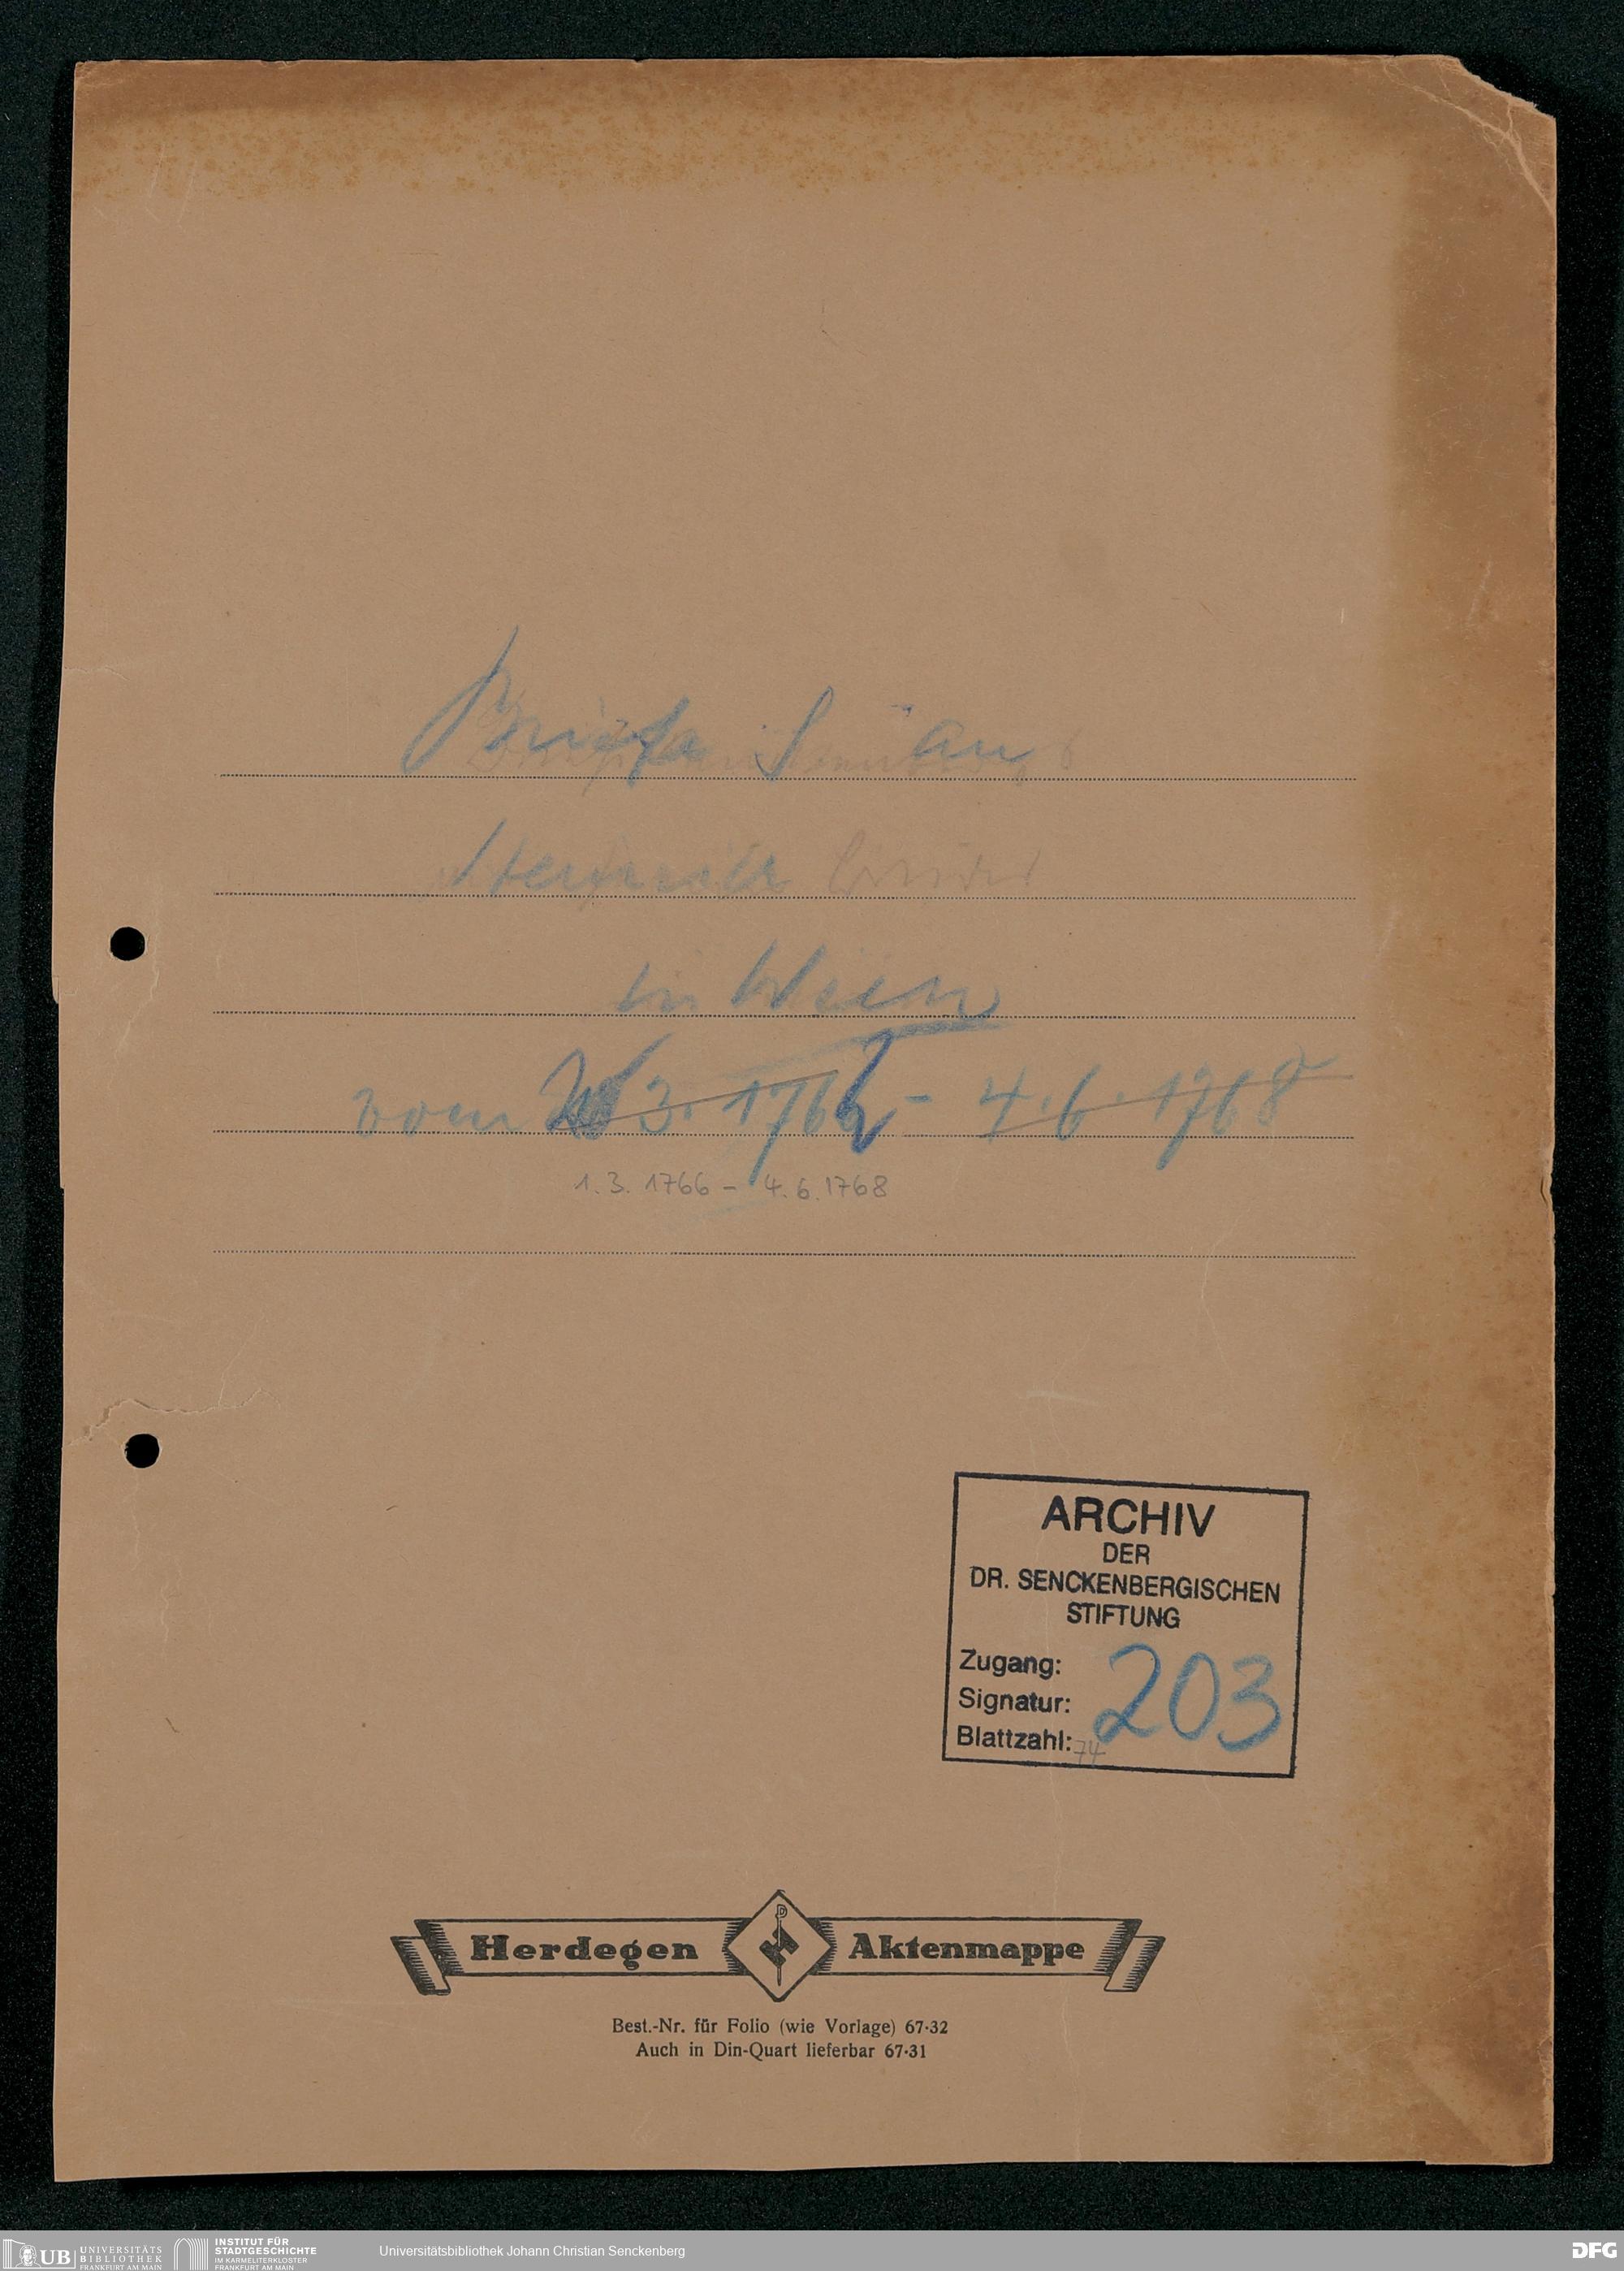 Briefe S an
Heinrich
in Wien
vom 3. 1762 - 4. 6. 1768
1. 3. 1766 - 4. 6. 1768
ARCHIV
DER
DR. SENCKENBERGISCHEN
STIFTUNG
Zugang:
Signatur: 203
Blattzahl: 74
Herdegen Aktenmappe
Best.-Nr. für Folio (wie Vorlage) 67·32
Auch in Din-Quart lieferbar 67·31
UB UNIVERSITÄTS
BIBLIOTHEK
FRANKFURT AM MAIN
INSTITUT FÜR
STADTGESCHICHTE
IM KARMELITERKLOSTER
FRANKFURT AM MAIN
Universitätsbibliothek Johann Christian Senckenberg
DFG